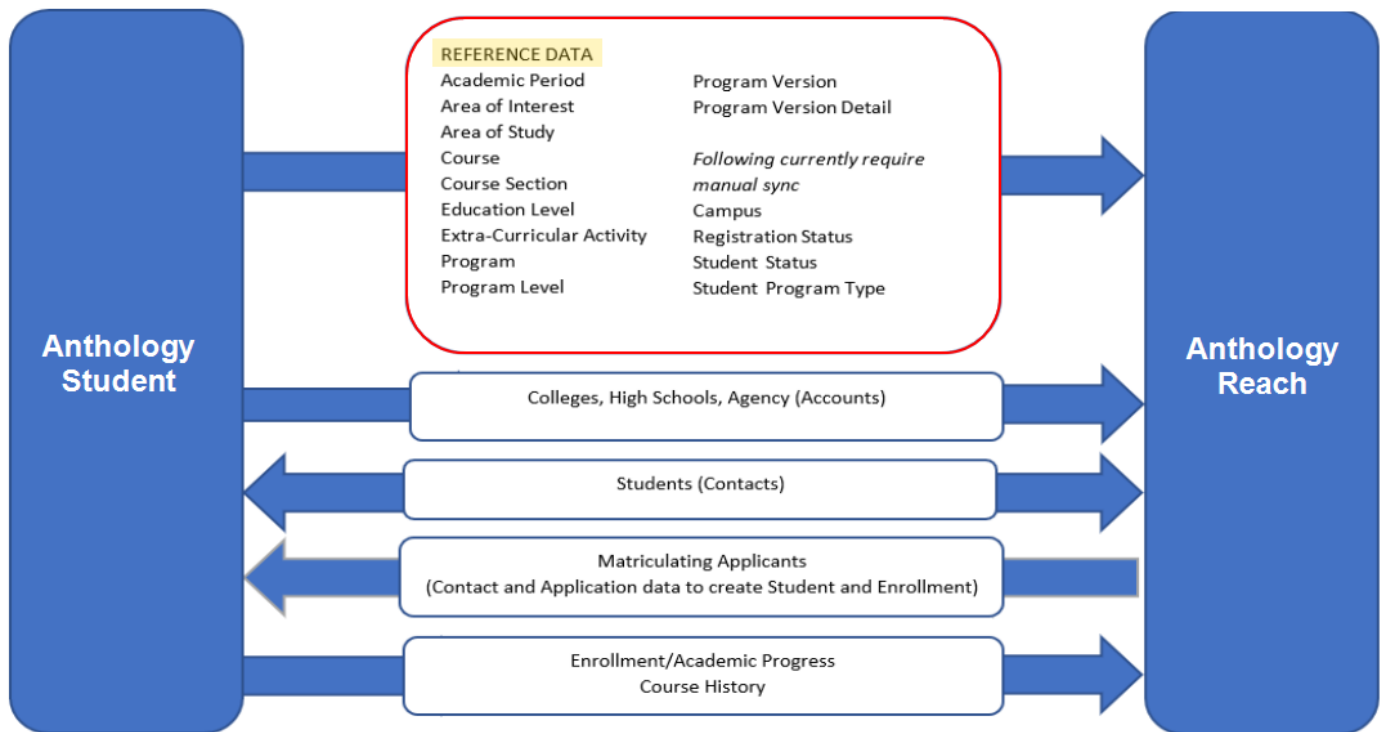 Anthology
Student
REFERENCE DATA
Academic Period
Area of Interest
Area of Study
Course
Course Section
Education Level
Extra-Curricular Activity
Program
Program Level
Program Version
Program Version Detail
Following currently require
manual sync
Campus
Registration Status
Student Status
Student Program Type
Colleges, High Schools, Agency (Accounts)
Students (Contacts)
Matriculating Applicants
(Contact and Application data to create Student and Enrollment)
Enrollment/Academic Progress
Course History
Anthology
Reach